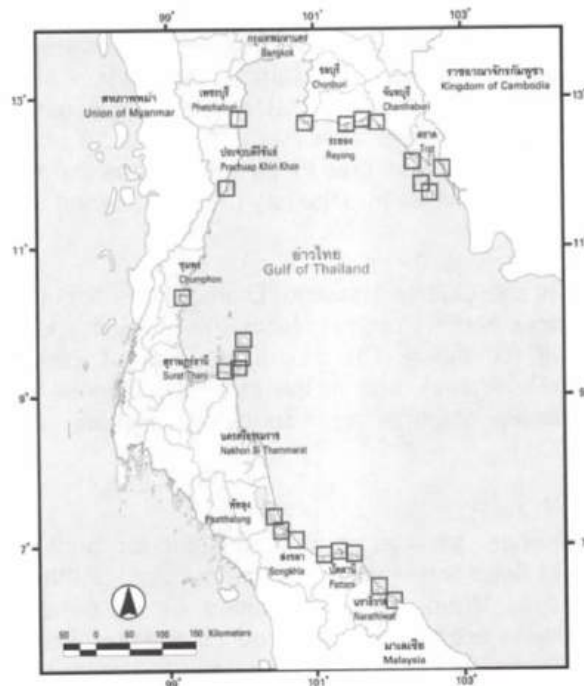 99°
101°
103°
กรุงเทพมหานคร
Bangkok
ชลบุรี
Chonburi
ราชอาณาจักรกัมพูชา
Kingdom of Cambodia
เพชรบุรี
Phetchaburi
จันทบุรี
Chanthaburi
13°
สหภาพพม่า
Union of Myanmar
13°
ประจวบคีรีขันธ์
Prachuap Khiri Khan
ระยอง
Rayong
ตราด
Trat
11°
อ่าวไทย
Gulf of Thailand
11°
ชุมพร
Chumphon
สุราษฎร์ธานี
Surat Thani
9°
9°
นครศรีธรรมราช
Nakhon Si Thammarat
พัทลุง
Phatthalung
7°
สงขลา
Songkhla
ปัตตานี
Pattani
นราธิวาส
Narathiwat
50 0 50 100 150 Kilometers
มาเลเซีย
Malaysia
99°
101°
103°